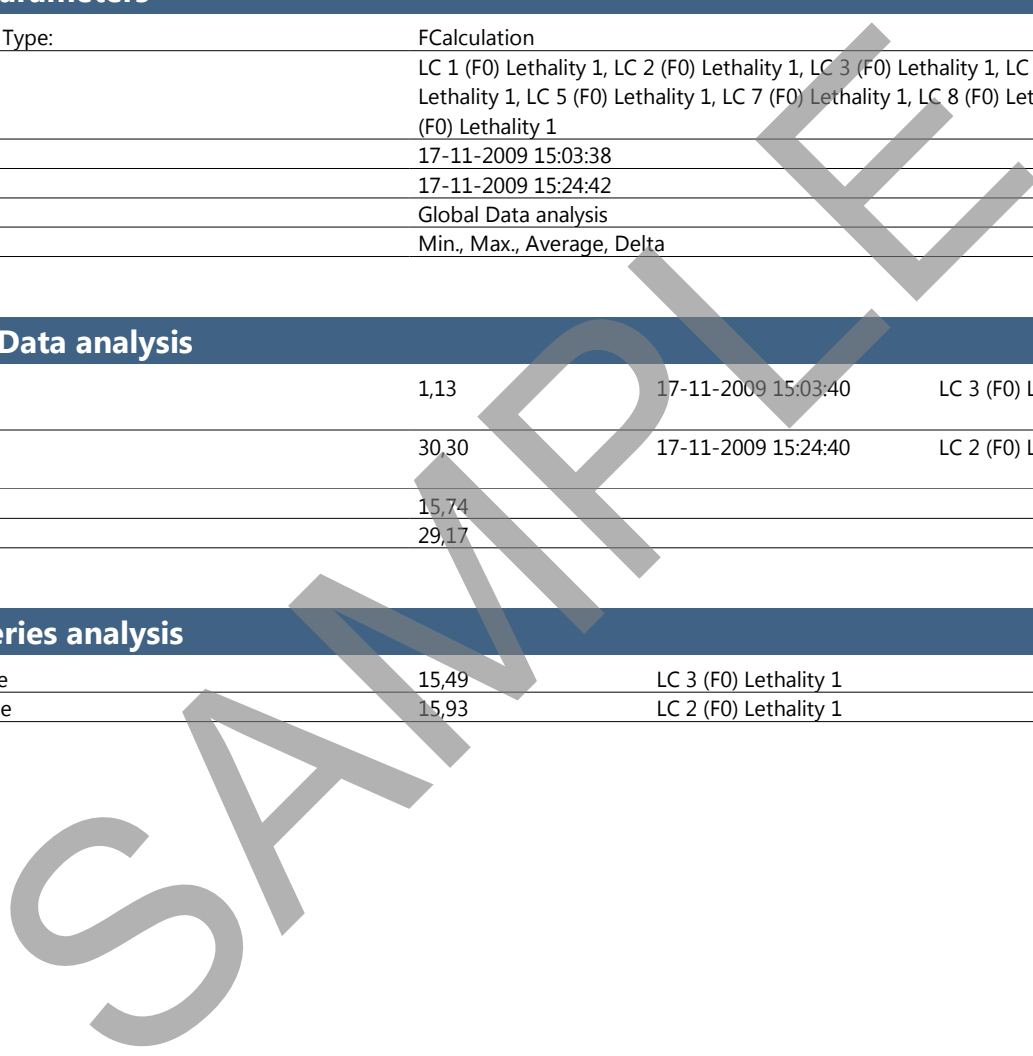 Type: FCalculation
LC 1 (F0) Lethality 1, LC 2 (F0) Lethality 1, LC 3 (F0) Lethality 1, LC
Lethality 1, LC 5 (F0) Lethality 1, LC 7 (F0) Lethality 1, LC 8 (F0)
(F0) Lethality 1
17-11-2009 15:03:38
17-11-2009 15:24:42
Global Data analysis
Min., Max., Average, Delta
Data analysis
1,13 17-11-2009 15:03:40 LC 3 (F0)
30,30 17-11-2009 15:24:40 LC 2 (F0)
15,74
29,17
analysis
15,49 LC 3 (F0) Lethality 1
15,93 LC 2 (F0) Lethality 1
SAMPLE